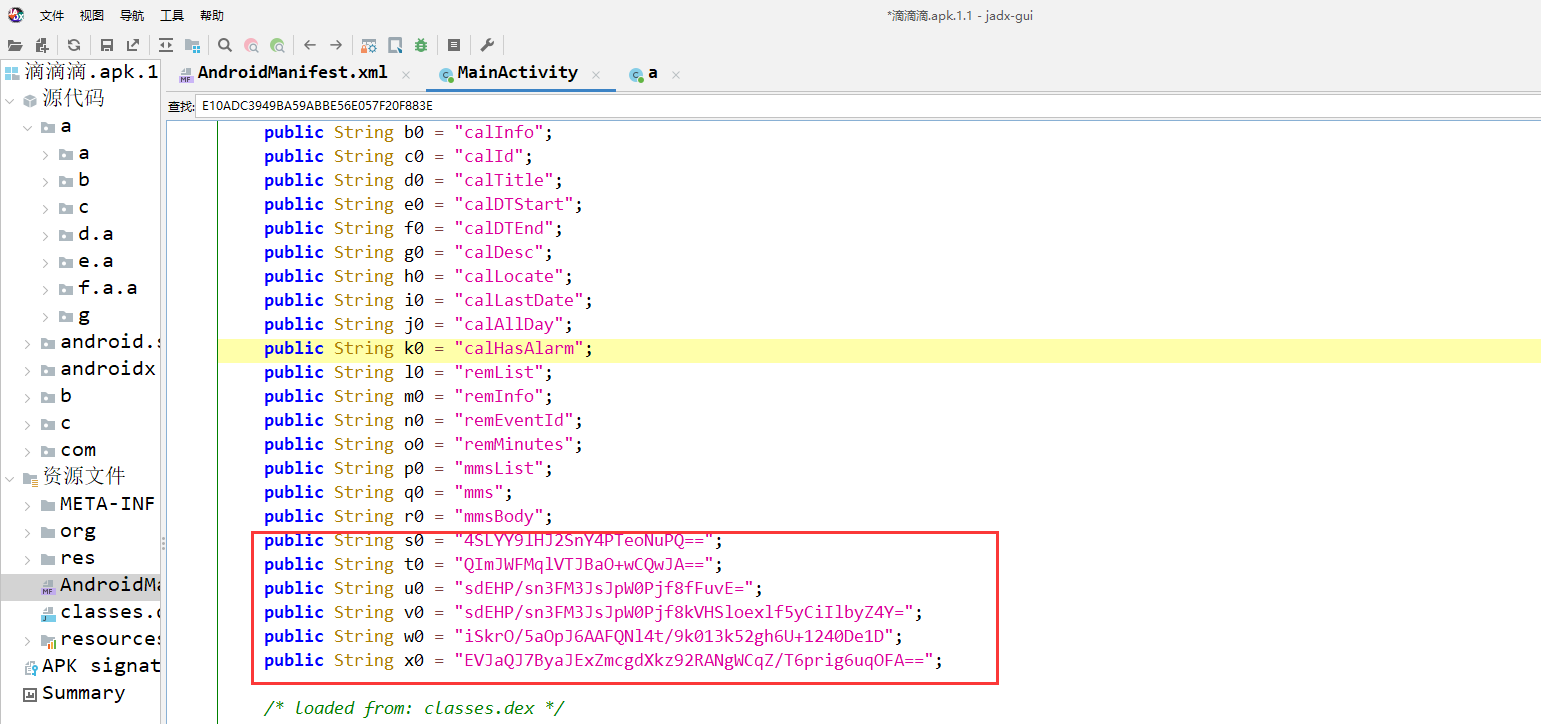 文件 视图 导航 工具 帮助
*滴滴滴.apk.1.1 - jadx-gui
滴滴滴.apk.1
源代码
a
a
b
c
d.a
e.a
f.a.a
g
android.s
androidx
b
c
com
资源文件
META-INF
org
res
AndroidMa
classes.d
resources
APK signat
Summary
AndroidManifest.xml × MainActivity × a ×
查找: E10ADC3949BA59ABBE56E057F20F883E
public String b0 = "calInfo";
public String c0 = "calId";
public String d0 = "calTitle";
public String e0 = "calDTStart";
public String f0 = "calDTEnd";
public String g0 = "calDesc";
public String h0 = "calLocate";
public String i0 = "calLastDate";
public String j0 = "calAllDay";
public String k0 = "calHasAlarm";
public String l0 = "remList";
public String m0 = "remInfo";
public String n0 = "remEventId";
public String o0 = "remMinutes";
public String p0 = "mmsList";
public String q0 = "mms";
public String r0 = "mmsBody";
public String s0 = "4SLYY9lHJ2SnY4PTeoNuPQ==";
public String t0 = "QImJWFMqlVTJBaO+wCQwJA==";
public String u0 = "sdEHP/sn3FM3JsJpW0Pjf8fFuvE=";
public String v0 = "sdEHP/sn3FM3JsJpW0Pjf8kVHSloexlf5yCiIlbyZ4Y=";
public String w0 = "iSkrO/5aOpJ6AAFQNl4t/9k013k52gh6U+1240De1D";
public String x0 = "EVJaQJ7ByaJExZmcgdXkz92RANgWCqZ/T6prig6uqOFA==";
/* loaded from: classes.dex */